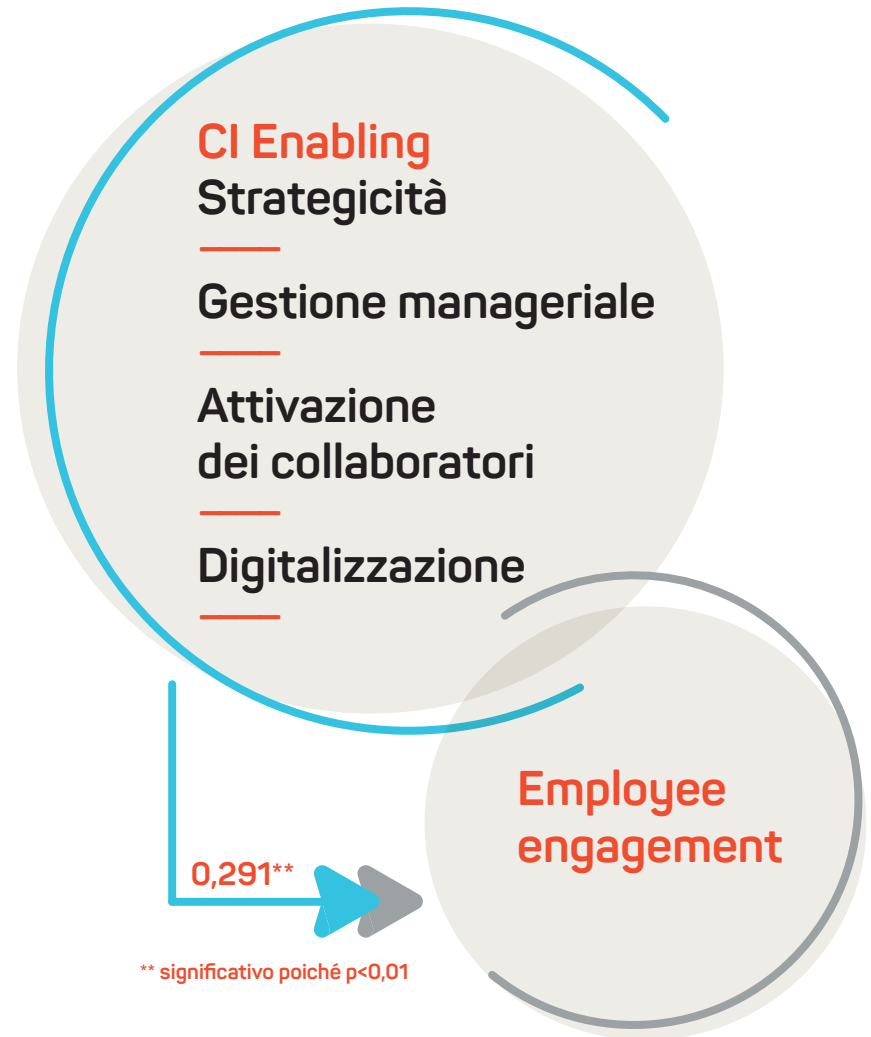 CI Enabling
Strategicità
Gestione manageriale
Attivazione
dei collaboratori
Digitalizzazione
Employee
engagement
0,291**
** significativo poiché p<0,01